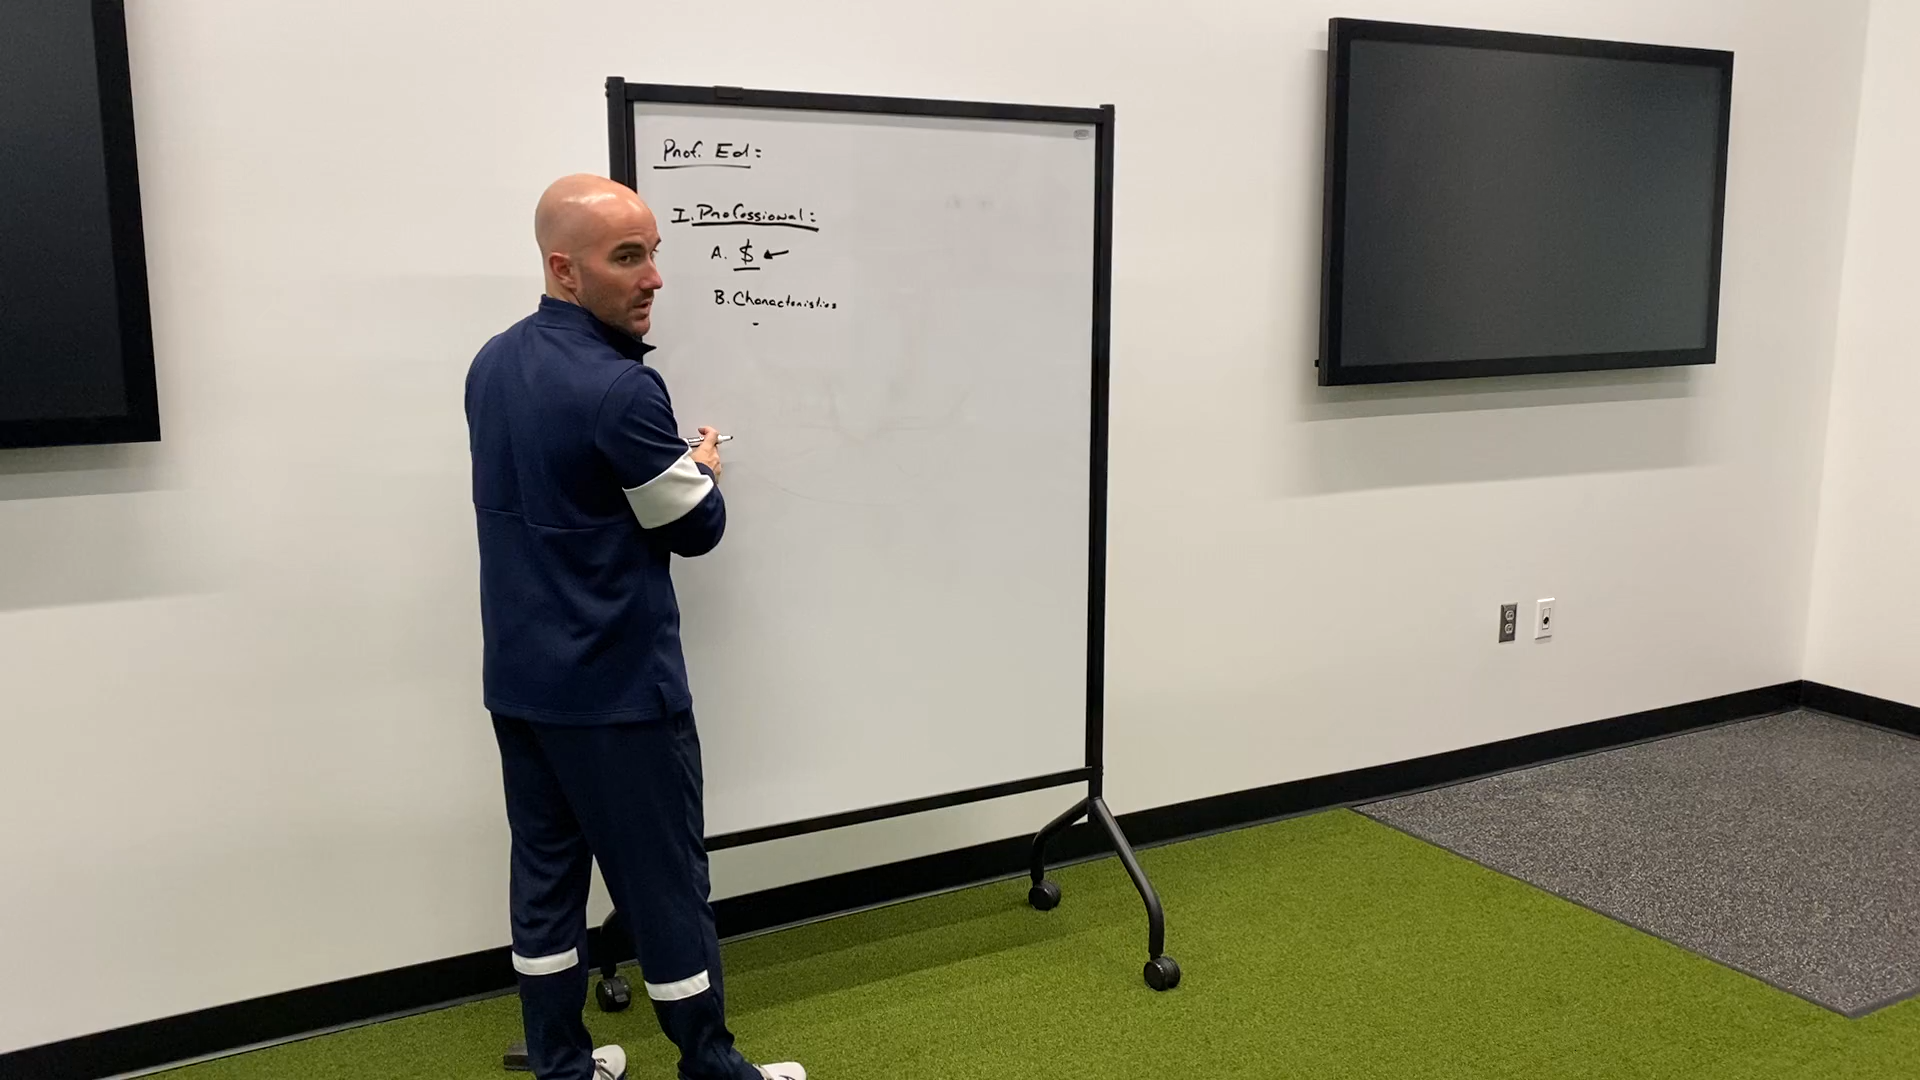 Prof. Ed:
I. Professional:
A. $ ←
B. Characteristics
-